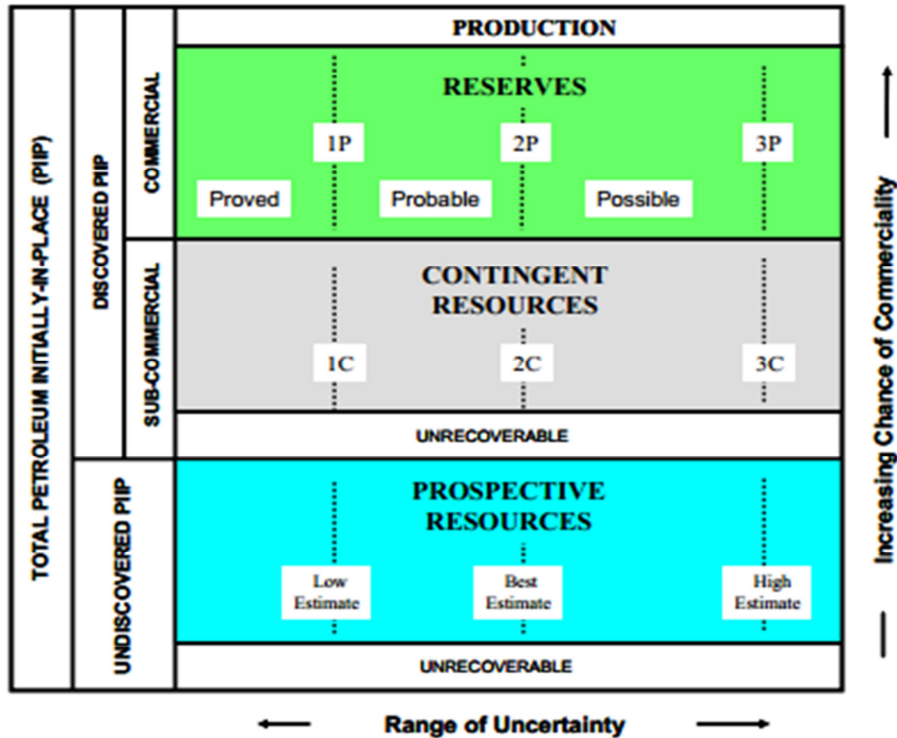 TOTAL PETROLEUM INITIALLY-IN-PLACE (PIIP)
DISCOVERED PIIP
UNDISCOVERED PIIP
COMMERCIAL
SUB-COMMERCIAL
PRODUCTION
RESERVES
1P
2P
3P
Proved
Probable
Possible
CONTINGENT
RESOURCES
1C
2C
3C
UNRECOVERABLE
PROSPECTIVE
RESOURCES
Low
Estimate
Best
Estimate
High
Estimate
UNRECOVERABLE
Increasing Chance of Commerciality
Range of Uncertainty